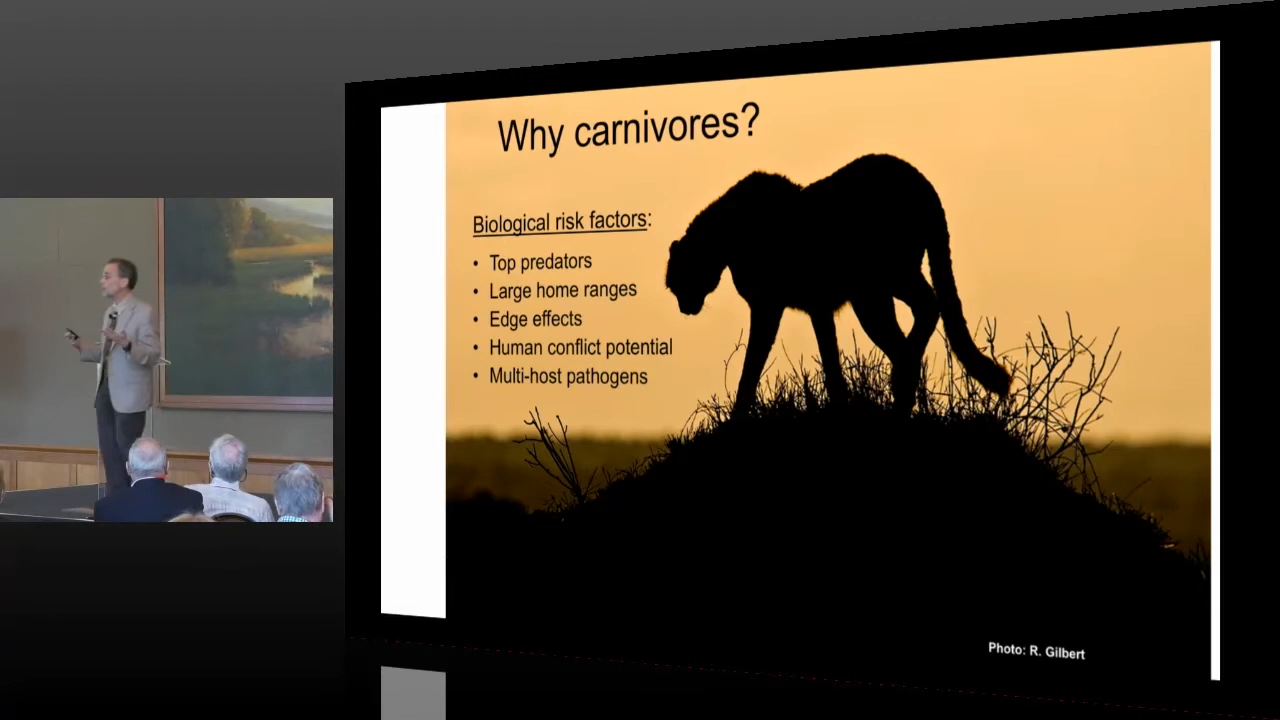 Why carnivores?
Biological risk factors:
• Top predators
• Large home ranges
• Edge effects
• Human conflict potential
• Multi-host pathogens
Photo: R. Gilbert